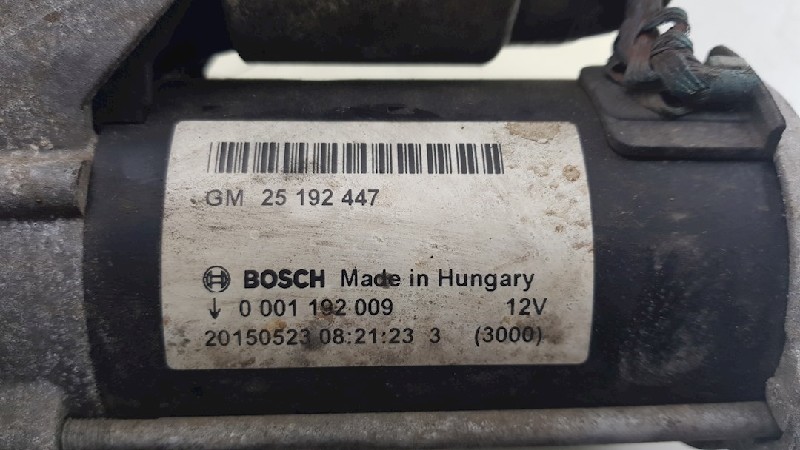 GM 25 192 447
BOSCH Made in Hungary
0 001 192 009 12V
20150523 08:21:23 3 (3000)